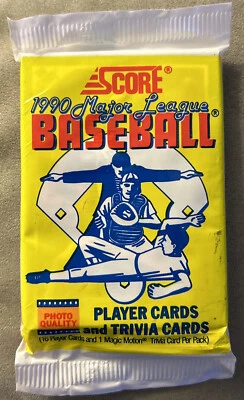 SCORE®
1990 Major League
BASEBALL®
PHOTO
QUALITY
PLAYER CARDS
and TRIVIA CARDS
(16 Player Cards and 1 Magic Motion® Trivia Card Per Pack)